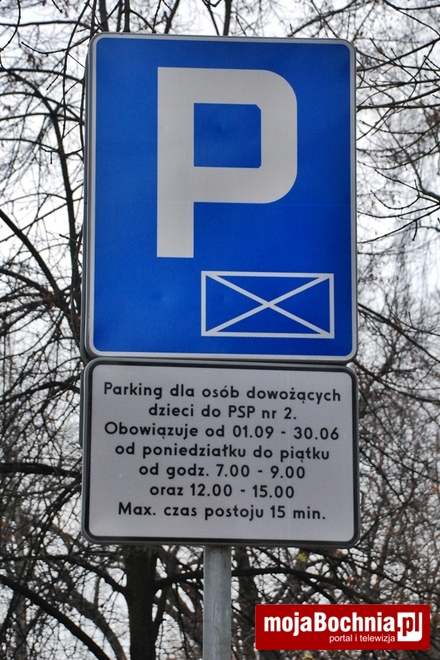 P
Parking dla osób dowożących
dzieci do PSP nr 2.
Obowiązuje od 01.09 - 30.06
od poniedziałku do piątku
od godz. 7.00 - 9.00
oraz 12.00 - 15.00
Max. czas postoju 15 min.
mojaBochnia.pl
portal i telewizja